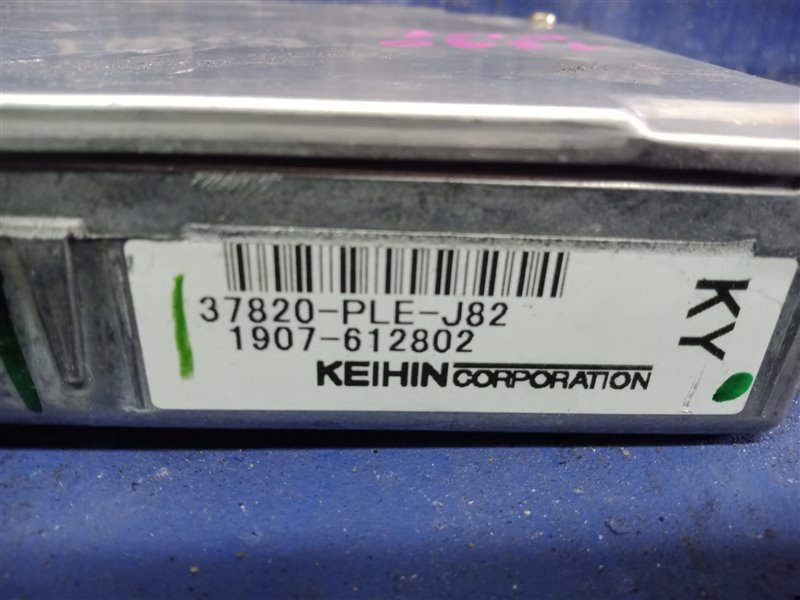 37820-PLE-J82
1907-612802
KEIHIN CORPORATION
KY